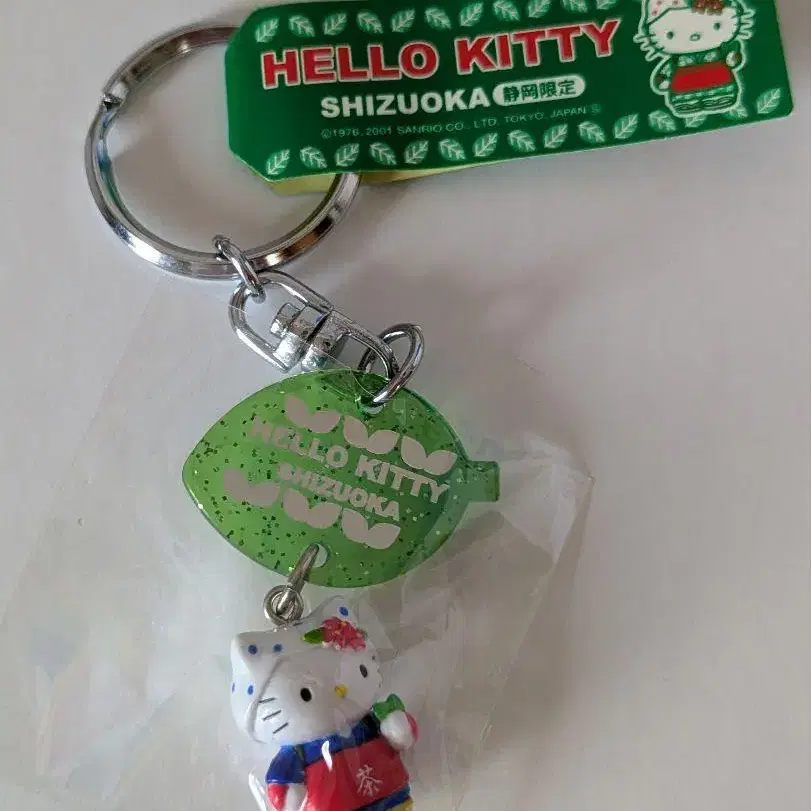 HELLO KITTY
SHIZUOKA 静岡限定
©1976, 2001 SANRIO CO., LTD. TOKYO, JAPAN Ⓢ
HELLO KITTY
SHIZUOKA
茶